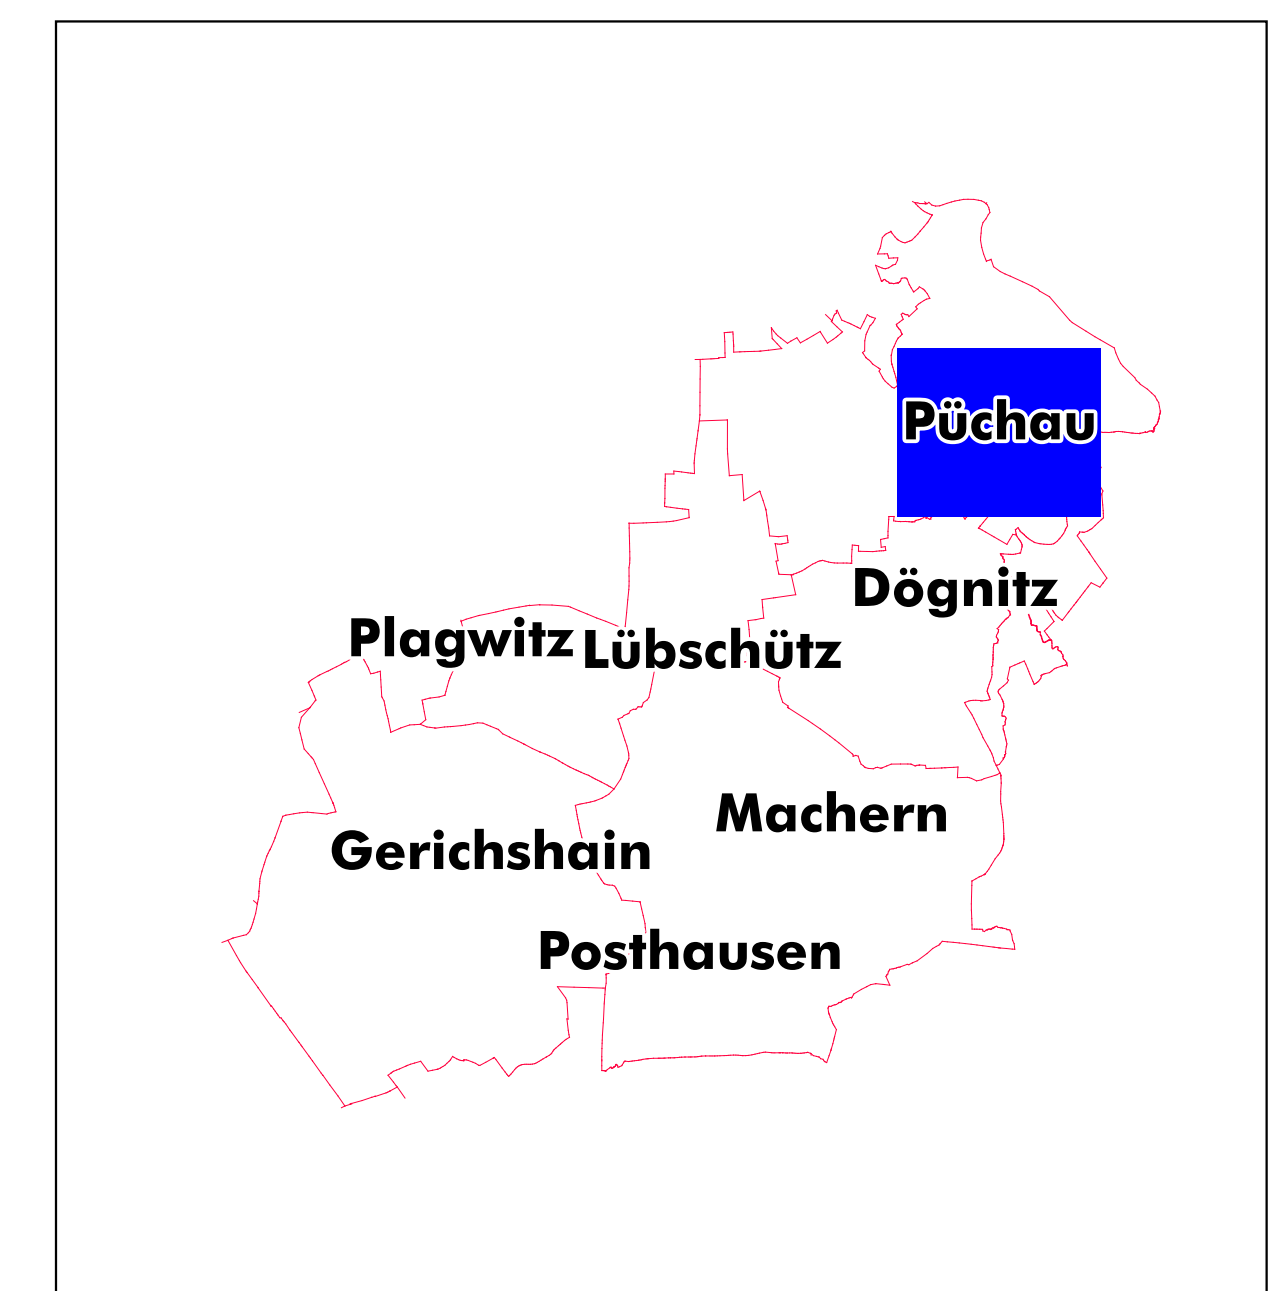 Püchau
Dögnitz
Plagwitz
Lübschütz
Machern
Gerichshain
Posthausen